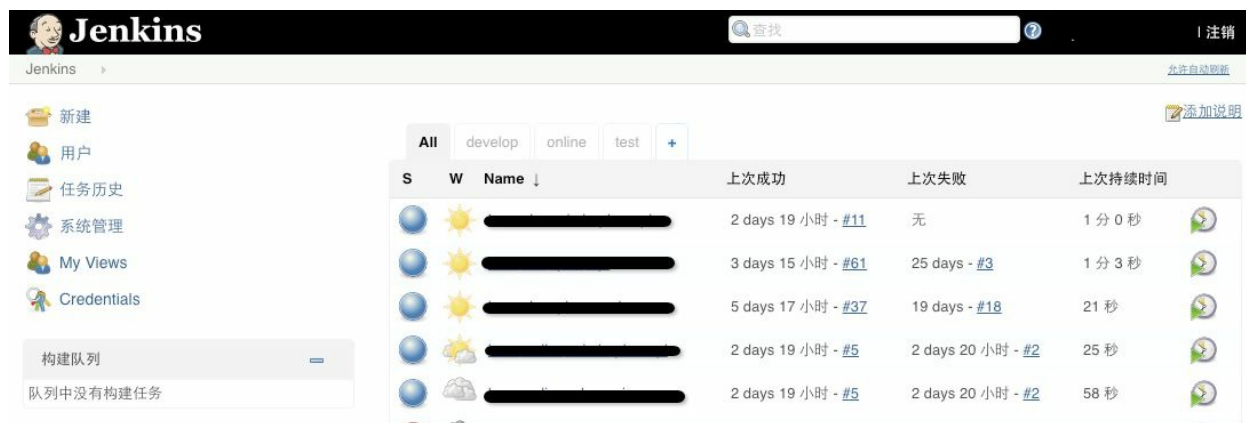 Jenkins
查找
| 注销
Jenkins
允许自动刷新
新建
用户
任务历史
系统管理
My Views
Credentials
构建队列
队列中没有构建任务
添加说明
All develop online test +
S W Name ↓ 上次成功 上次失败 上次持续时间
2 days 19 小时 - #11 无 1 分 0 秒
3 days 15 小时 - #61 25 days - #3 1 分 3 秒
5 days 17 小时 - #37 19 days - #18 21 秒
2 days 19 小时 - #5 2 days 20 小时 - #2 25 秒
2 days 19 小时 - #5 2 days 20 小时 - #2 58 秒